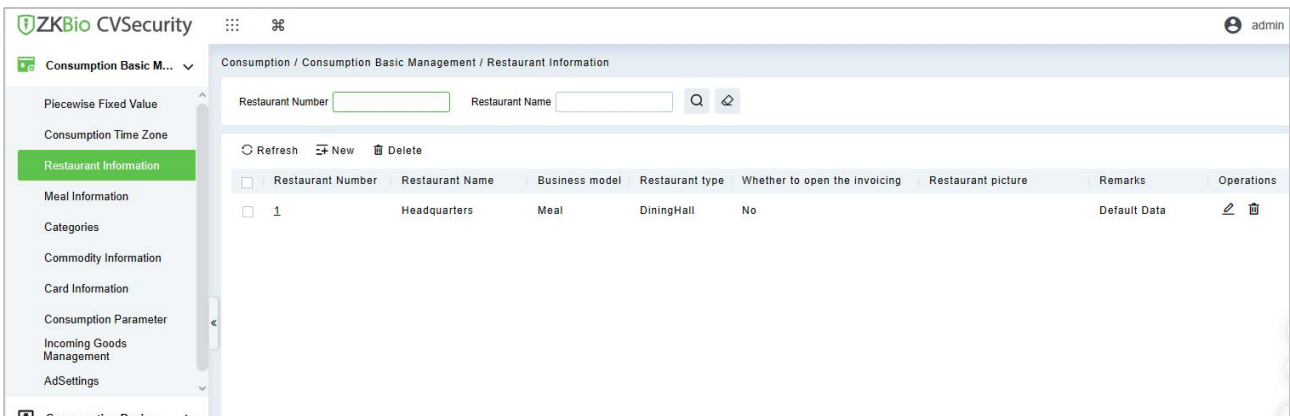 ZKBio CVSecurity
admin
Consumption Basic M...
Piecewise Fixed Value
Consumption Time Zone
Restaurant Information
Meal Information
Categories
Commodity Information
Card Information
Consumption Parameter
Incoming Goods
Management
AdSettings
Consumption / Consumption Basic Management / Restaurant Information
Restaurant Number Restaurant Name
Refresh New Delete
Restaurant Number Restaurant Name Business model Restaurant type Whether to open the invoicing Restaurant picture Remarks Operations
1 Headquarters Meal DiningHall No Default Data